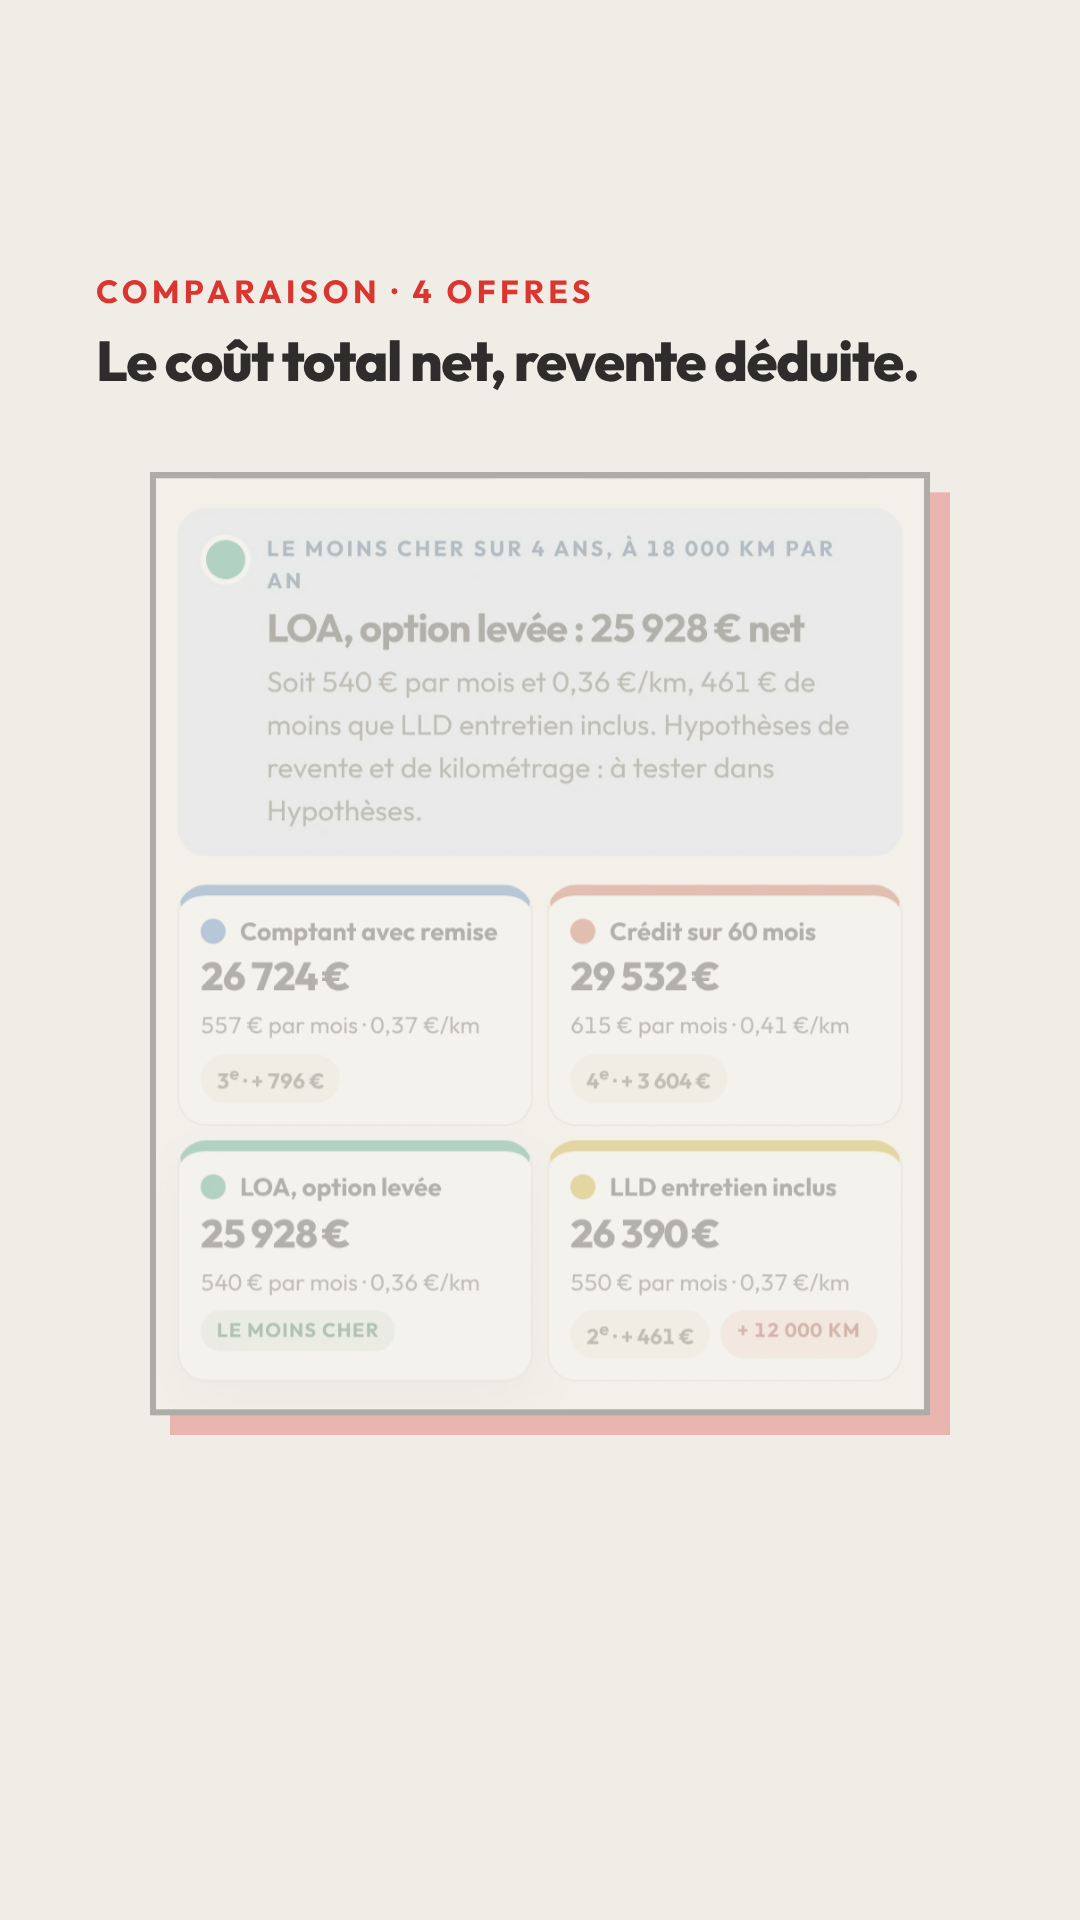 COMPARAISON · 4 OFFRES
Le coût total net, revente déduite.
LE MOINS CHER SUR 4 ANS, À 18 000 KM PAR
AN
LOA, option levée : 25 928 € net
Soit 540 € par mois et 0,36 €/km, 461 € de
moins que LLD entretien inclus. Hypothèses de
revente et de kilométrage : à tester dans
Hypothèses.
Comptant avec remise
26 724 €
557 € par mois · 0,37 €/km
3e · + 796 €
Crédit sur 60 mois
29 532 €
615 € par mois · 0,41 €/km
4e · + 3 604 €
LOA, option levée
25 928 €
540 € par mois · 0,36 €/km
LE MOINS CHER
LLD entretien inclus
26 390 €
550 € par mois · 0,37 €/km
2e · + 461 €
+ 12 000 KM